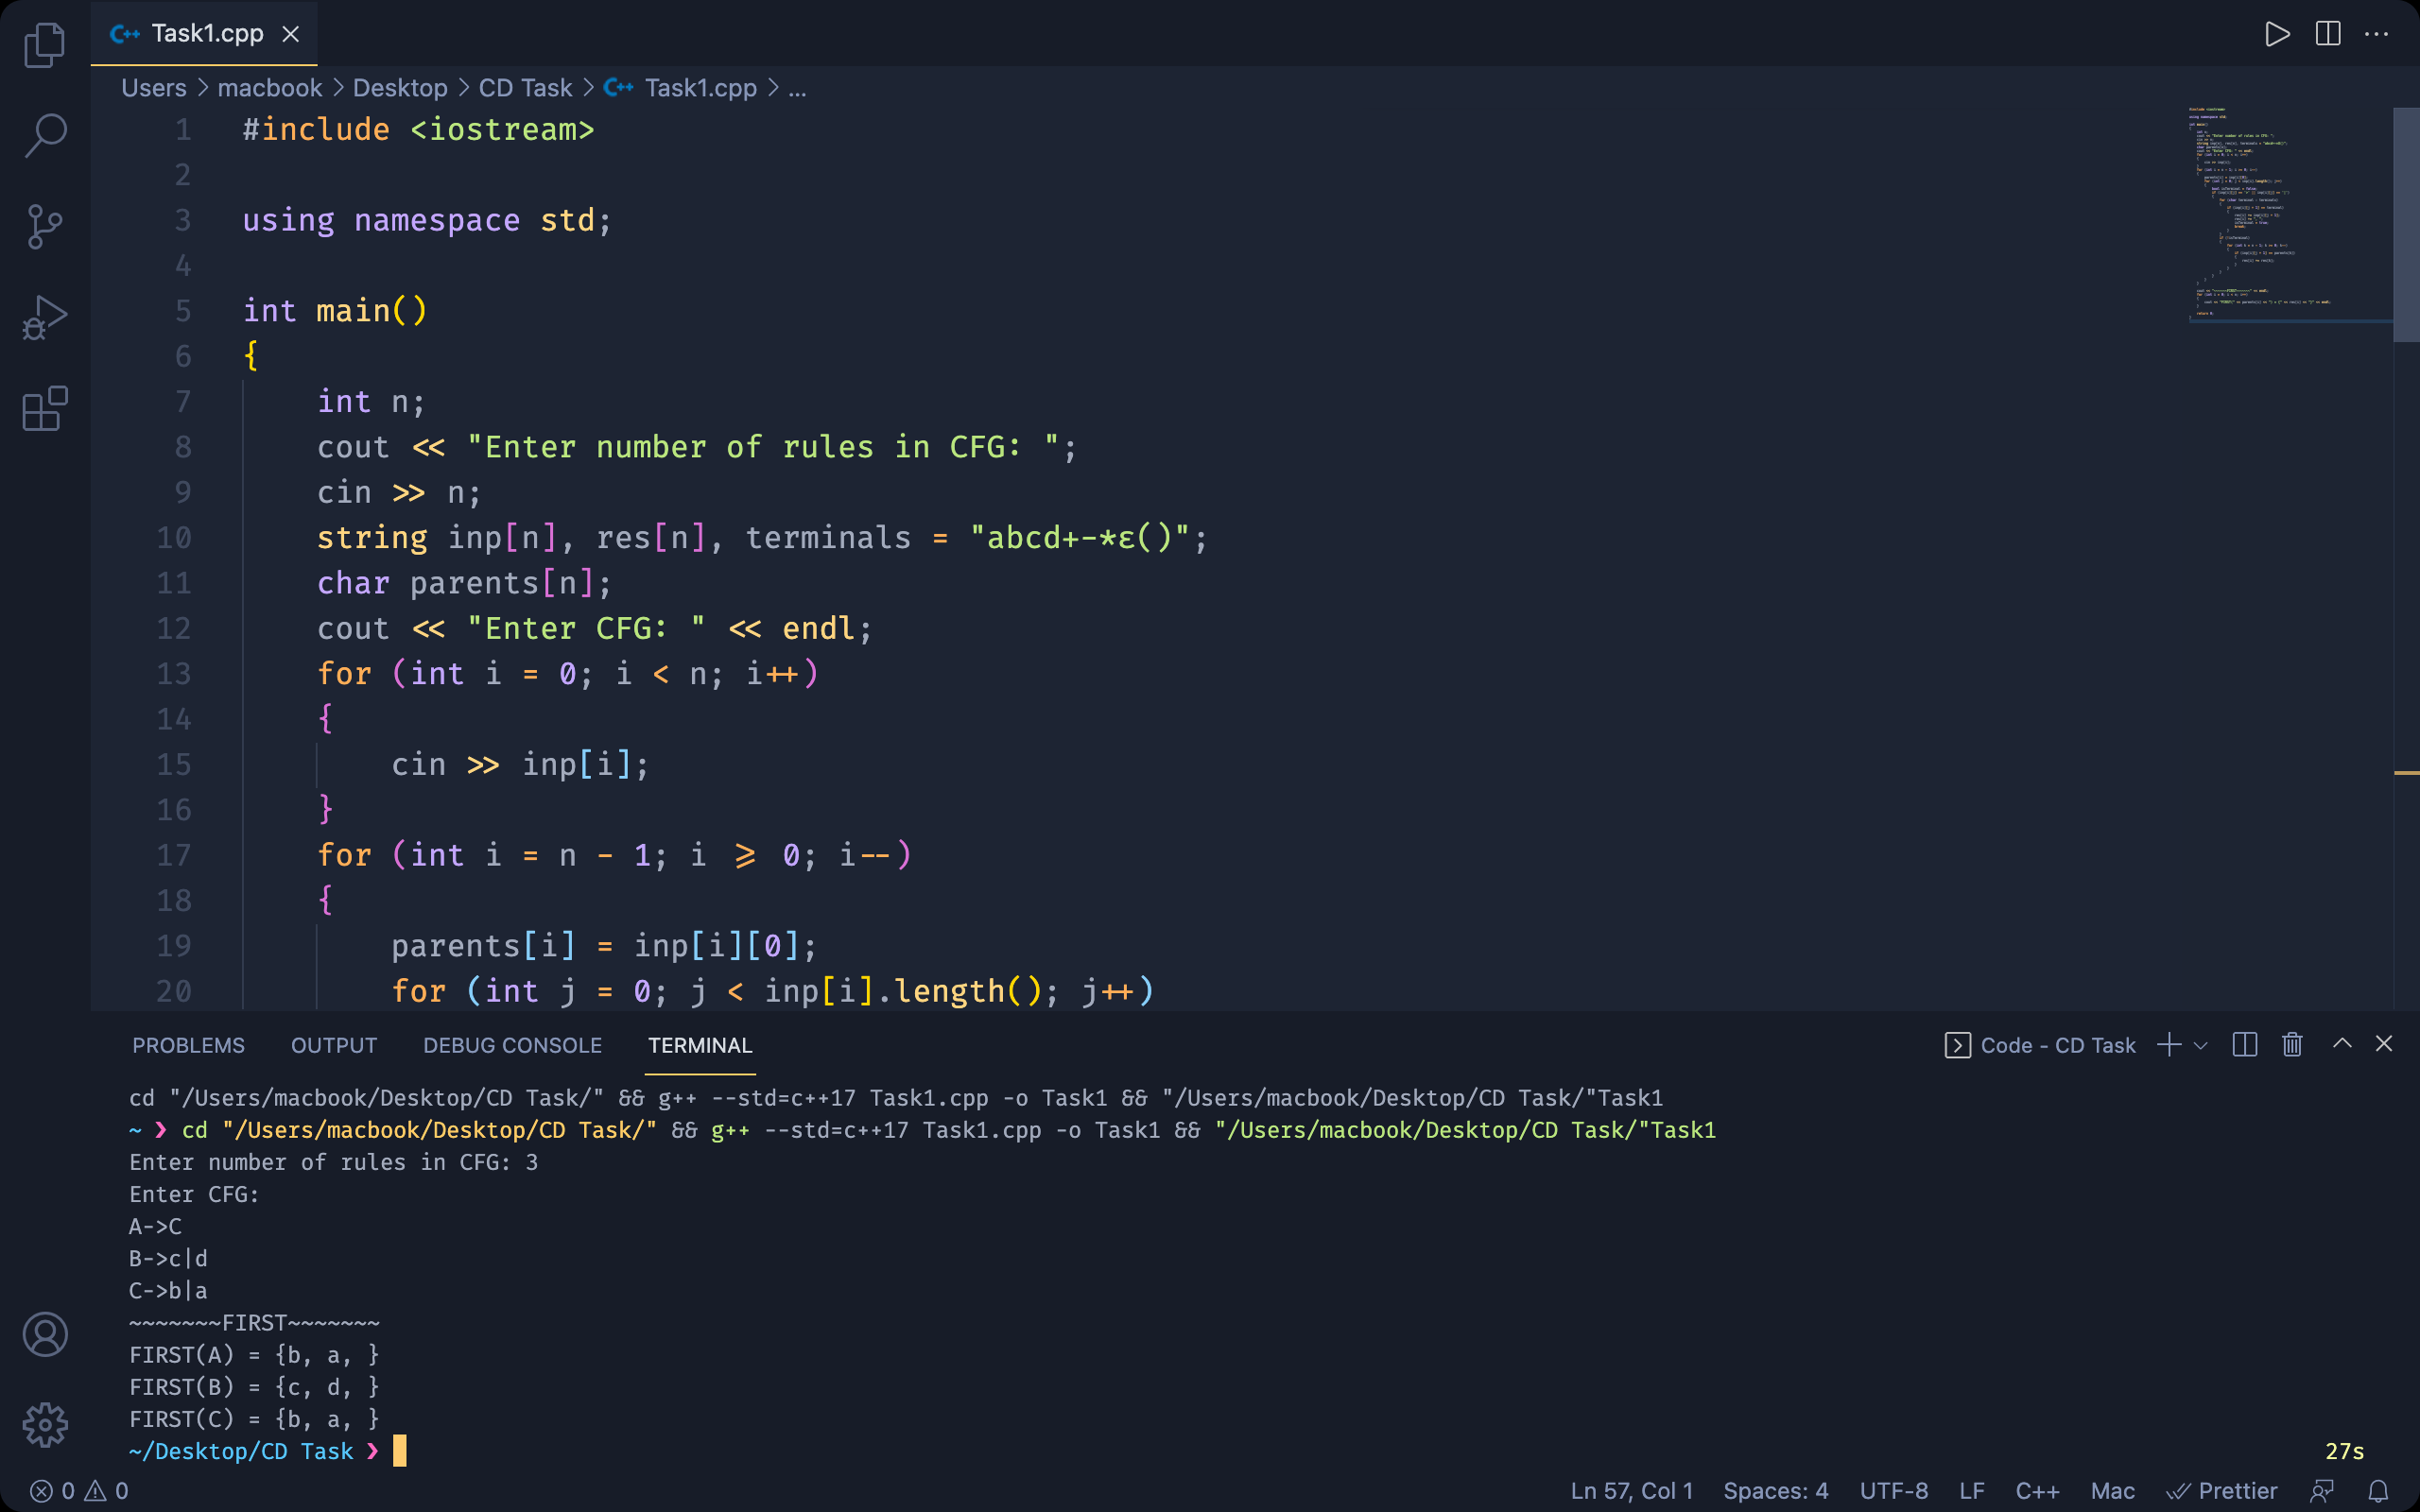 Task1.cpp
Users > macbook > Desktop > CD Task > Task1.cpp > ...
1 #include <iostream>
2
3 using namespace std;
4
5 int main()
6 {
7 int n;
8 cout << "Enter number of rules in CFG: ";
9 cin >> n;
10 string inp[n], res[n], terminals = "abcd+-*ε()";
11 char parents[n];
12 cout << "Enter CFG: " << endl;
13 for (int i = 0; i < n; i++)
14 {
15 cin >> inp[i];
16 }
17 for (int i = n - 1; i >= 0; i--)
18 {
19 parents[i] = inp[i][0];
20 for (int j = 0; j < inp[i].length(); j++)
PROBLEMS OUTPUT DEBUG CONSOLE TERMINAL Code - CD Task
cd "/Users/macbook/Desktop/CD Task/" && g++ --std=c++17 Task1.cpp -o Task1 && "/Users/macbook/Desktop/CD Task/"Task1
~ ❯ cd "/Users/macbook/Desktop/CD Task/" && g++ --std=c++17 Task1.cpp -o Task1 && "/Users/macbook/Desktop/CD Task/"Task1
Enter number of rules in CFG: 3
Enter CFG:
A->C
B->c|d
C->b|a
~~~~~~~FIRST~~~~~~~
FIRST(A) = {b, a, }
FIRST(B) = {c, d, }
FIRST(C) = {b, a, }
~/Desktop/CD Task ❯ 27s
0 0 Ln 57, Col 1 Spaces: 4 UTF-8 LF C++ Mac Prettier